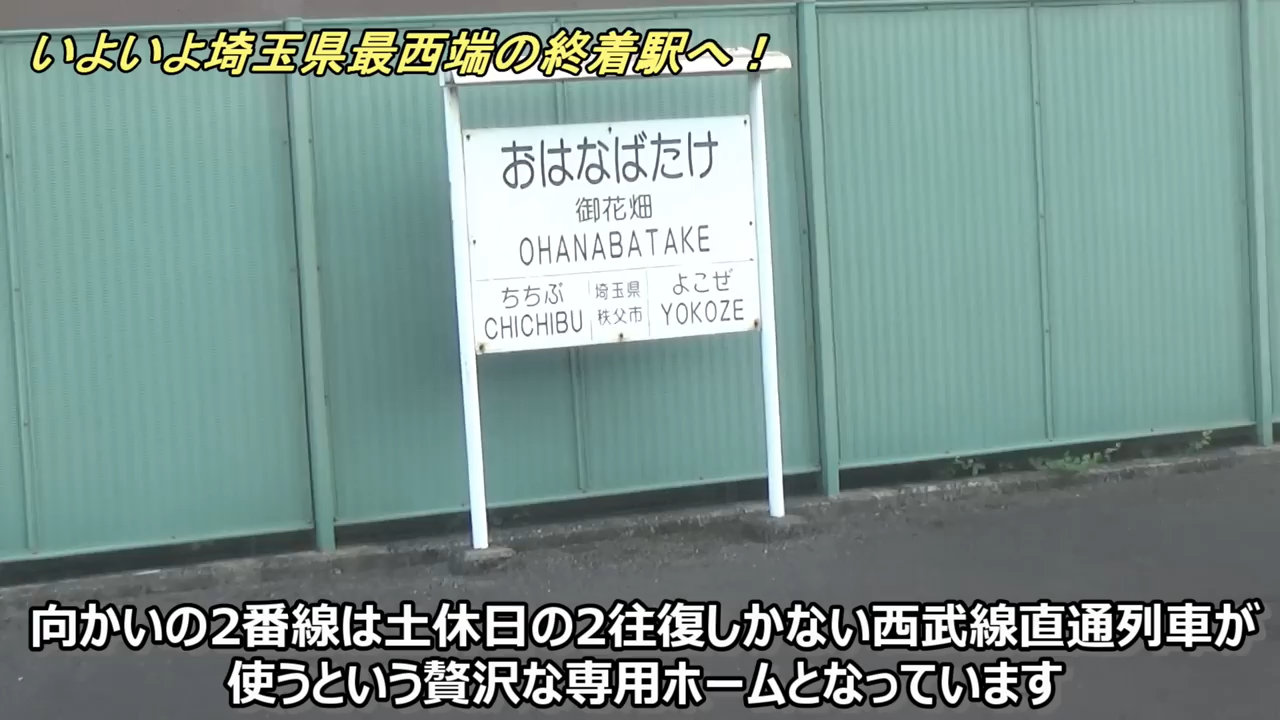 いよいよ埼玉県最西端の終着駅へ！
おはなばたけ
御花畑
OHANABATAKE
ちちぶ
CHICHIBU
埼玉県
秩父市
よこぜ
YOKOZE
向かいの2番線は土休日の2往復しかない西武線直通列車が
使うという贅沢な専用ホームとなっています